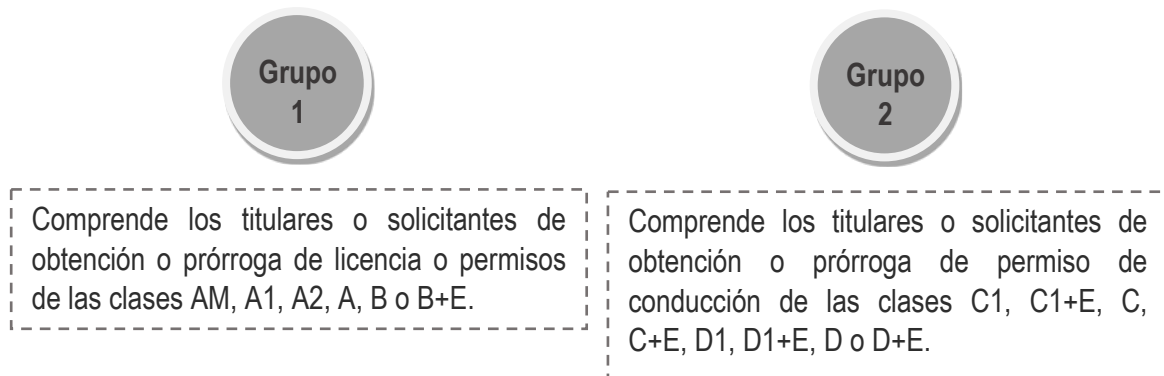 Grupo
1
Comprende los titulares o solicitantes de
obtención o prórroga de licencia o permisos
de las clases AM, A1, A2, A, B o B+E.
Grupo
2
Comprende los titulares o solicitantes de
obtención o prórroga de permiso de
conducción de las clases C1, C1+E, C,
C+E, D1, D1+E, D o D+E.